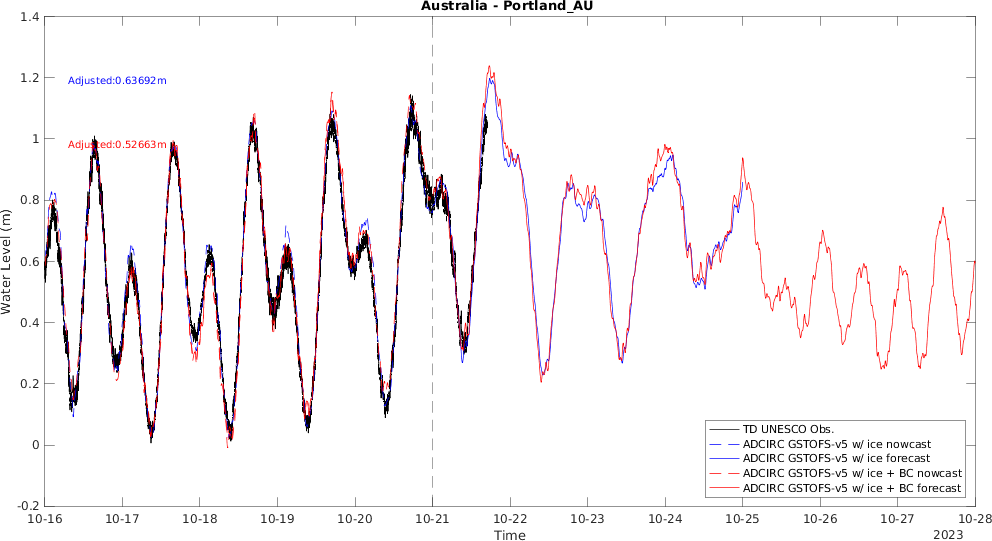 Australia - Portland_AU
1.4
1.2
1
0.8
0.6
0.4
0.2
0
-0.2
Water Level (m)
Adjusted:0.63692m
Adjusted:0.52663m
TD UNESCO Obs.
ADCIRC GSTOFS-v5 w/ ice nowcast
ADCIRC GSTOFS-v5 w/ ice forecast
ADCIRC GSTOFS-v5 w/ ice + BC nowcast
ADCIRC GSTOFS-v5 w/ ice + BC forecast
10-16 10-17 10-18 10-19 10-20 10-21 10-22 10-23 10-24 10-25 10-26 10-27 10-28
Time
2023